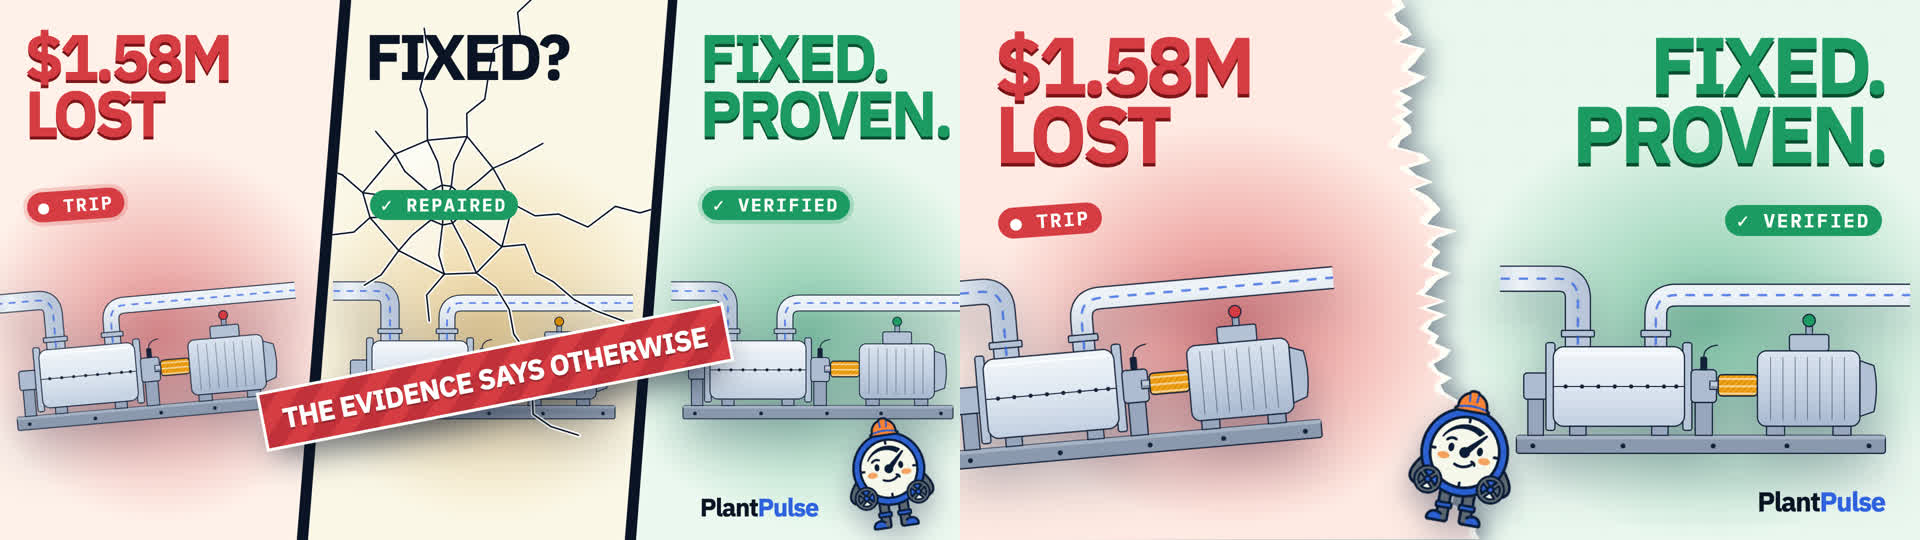 $1.58M
LOST
● TRIP
FIXED?
✓ REPAIRED
FIXED.
PROVEN.
✓ VERIFIED
THE EVIDENCE SAYS OTHERWISE
PlantPulse
$1.58M
LOST
● TRIP
FIXED.
PROVEN.
✓ VERIFIED
PlantPulse